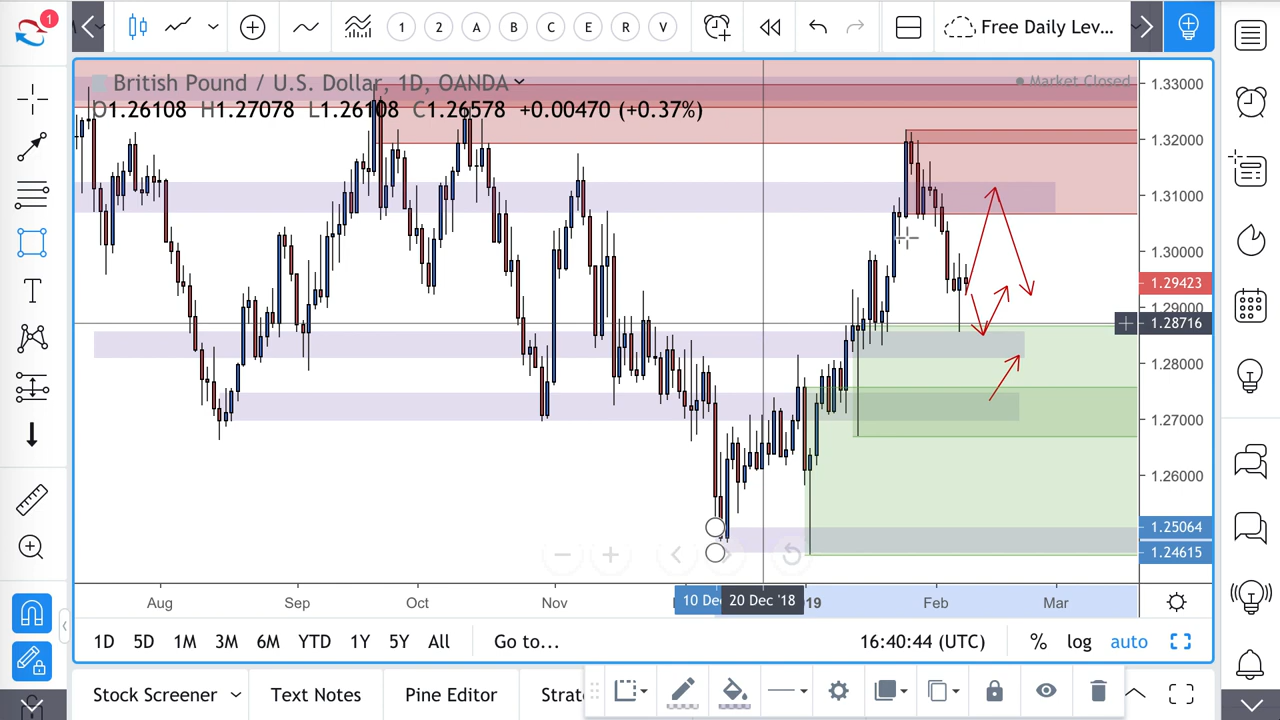 1
1 2 A B C E R V Free Daily Lev...
British Pound / U.S. Dollar, 1D, OANDA Market Closed
O1.26108 H1.27078 L1.26108 C1.26578 +0.00470 (+0.37%)
1.33000
1.32000
1.31000
1.30000
1.29423
1.29000
1.28716
1.28000
1.27000
1.26000
1.25064
1.24615
T
Aug Sep Oct Nov 10 Dec 20 Dec '18 19 Feb Mar
1D 5D 1M 3M 6M YTD 1Y 5Y All Go to... 16:40:44 (UTC) % log auto
Stock Screener Text Notes Pine Editor Strat